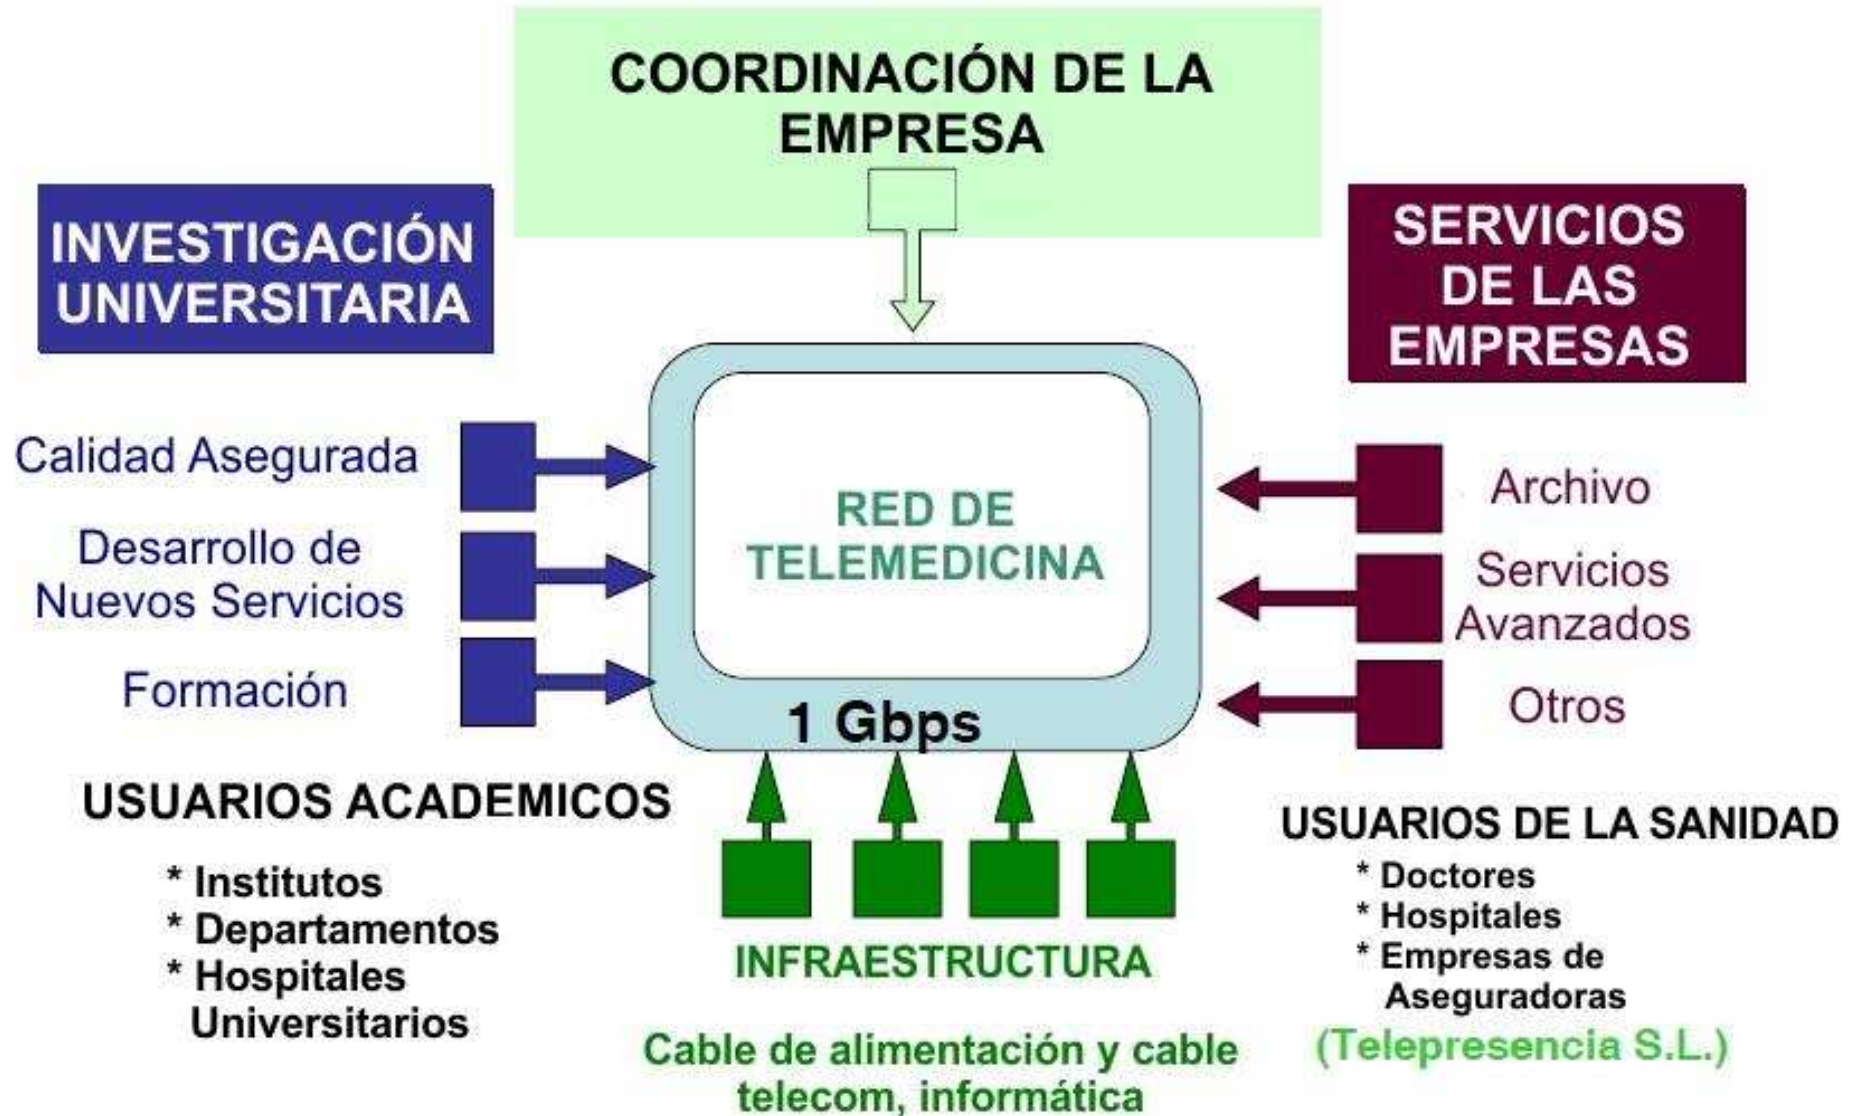 COORDINACIÓN DE LA
EMPRESA
INVESTIGACIÓN
UNIVERSITARIA
SERVICIOS
DE LAS
EMPRESAS
Calidad Asegurada
Desarrollo de
Nuevos Servicios
Formación
RED DE
TELEMEDICINA
1 Gbps
Archivo
Servicios
Avanzados
Otros
USUARIOS ACADEMICOS
* Institutos
* Departamentos
* Hospitales
Universitarios
INFRAESTRUCTURA
Cable de alimentación y cable
telecom, informática
USUARIOS DE LA SANIDAD
* Doctores
* Hospitales
* Empresas de
Aseguradoras
(Telepresencia S.L.)